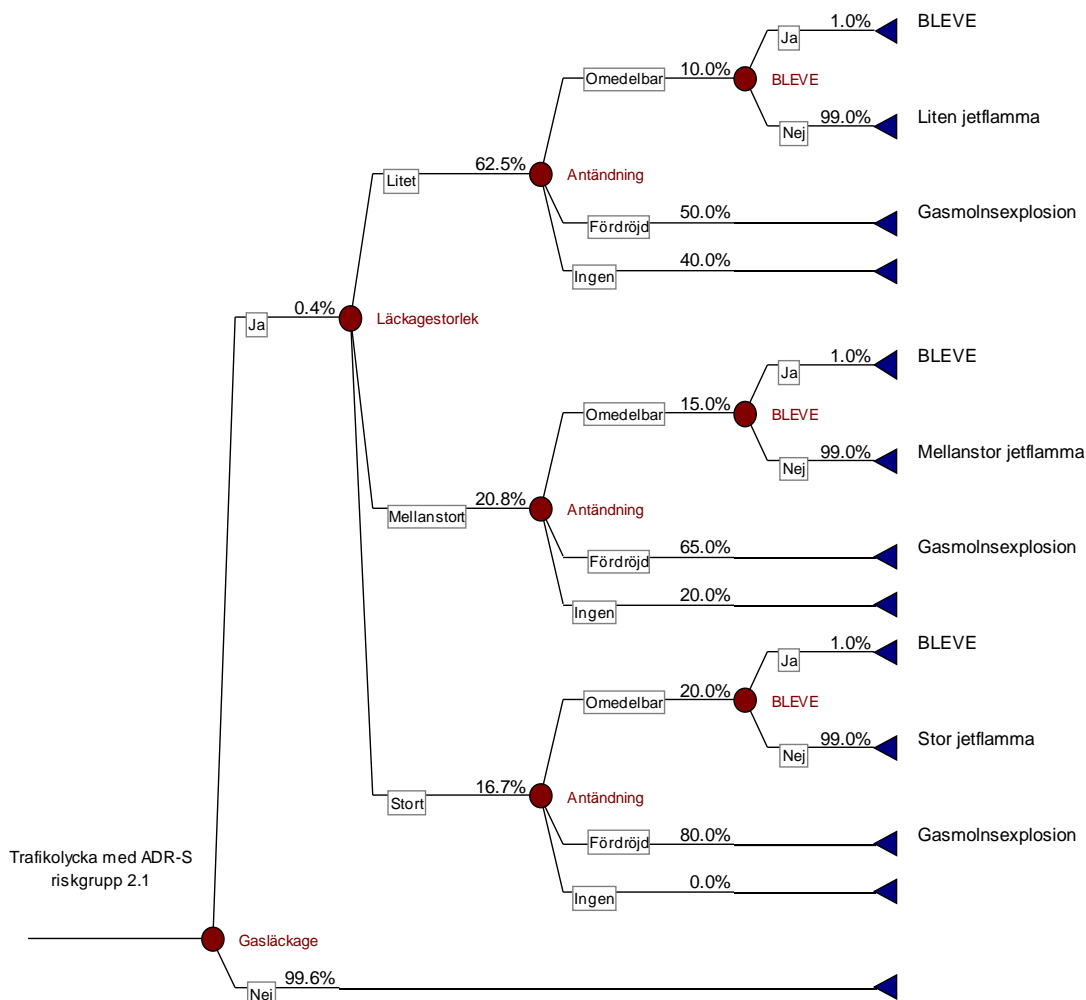 1.0% BLEVE
Ja
Omedelbar 10.0% BLEVE
Nej 99.0% Liten jetflamma
Litet 62.5% Antändning
Fördröjd 50.0% Gasmolnsexplosion
Ingen 40.0%
Ja 0.4% Läckagestorlek
1.0% BLEVE
Ja
Omedelbar 15.0% BLEVE
Nej 99.0% Mellanstor jetflamma
Mellanstort 20.8% Antändning
Fördröjd 65.0% Gasmolnsexplosion
Ingen 20.0%
1.0% BLEVE
Ja
Omedelbar 20.0% BLEVE
Nej 99.0% Stor jetflamma
Stort 16.7% Antändning
Fördröjd 80.0% Gasmolnsexplosion
Trafikolycka med ADR-S
riskgrupp 2.1
Ingen 0.0%
Gasläckage
Nej 99.6%